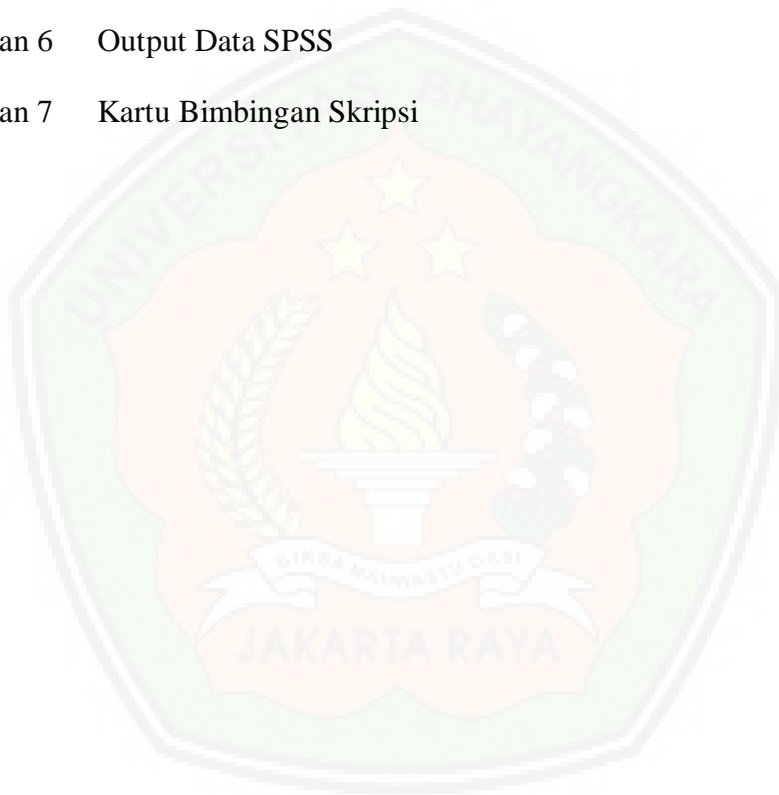 an 6 Output Data SPSS
an 7 Kartu Bimbingan Skripsi
UNIVERSITAS BHAYANGKARA
JAKARTA RAYA